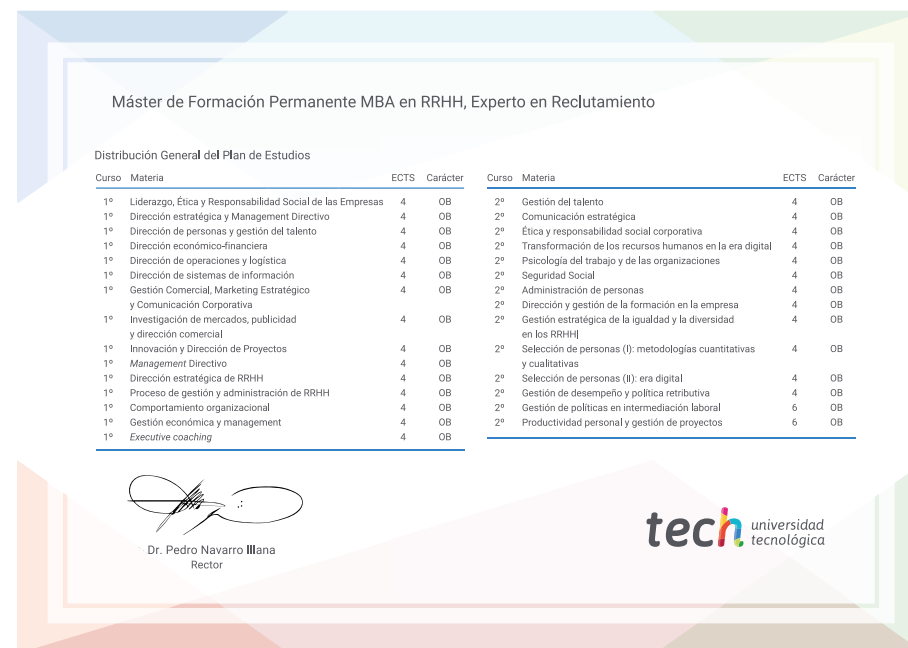 Máster de Formación Permanente MBA en RRHH, Experto en Reclutamiento
Distribución General del Plan de Estudios
Curso Materia ECTS Carácter
1º Liderazgo, Ética y Responsabilidad Social de las Empresas 4 OB
1º Dirección estratégica y Management Directivo 4 OB
1º Dirección de personas y gestión del talento 4 OB
1º Dirección económico-financiera 4 OB
1º Dirección de operaciones y logística 4 OB
1º Dirección de sistemas de información 4 OB
1º Gestión Comercial, Marketing Estratégico 4 OB
y Comunicación Corporativa
1º Investigación de mercados, publicidad 4 OB
y dirección comercial
1º Innovación y Dirección de Proyectos 4 OB
1º Management Directivo 4 OB
1º Dirección estratégica de RRHH 4 OB
1º Proceso de gestión y administración de RRHH 4 OB
1º Comportamiento organizacional 4 OB
1º Gestión económica y management 4 OB
1º Executive coaching 4 OB
Curso Materia ECTS Carácter
2º Gestión del talento 4 OB
2º Comunicación estratégica 4 OB
2º Ética y responsabilidad social corporativa 4 OB
2º Transformación de los recursos humanos en la era digital 4 OB
2º Psicología del trabajo y de las organizaciones 4 OB
2º Seguridad Social 4 OB
2º Administración de personas 4 OB
2º Dirección y gestión de la formación en la empresa 4 OB
2º Gestión estratégica de la igualdad y la diversidad 4 OB
en los RRHH|
2º Selección de personas (I): metodologías cuantitativas 4 OB
y cualitativas
2º Selección de personas (II): era digital 4 OB
2º Gestión de desempeño y política retributiva 4 OB
2º Gestión de políticas en intermediación laboral 6 OB
2º Productividad personal y gestión de proyectos 6 OB
Dr. Pedro Navarro Illana
Rector
tech universidad
tecnológica